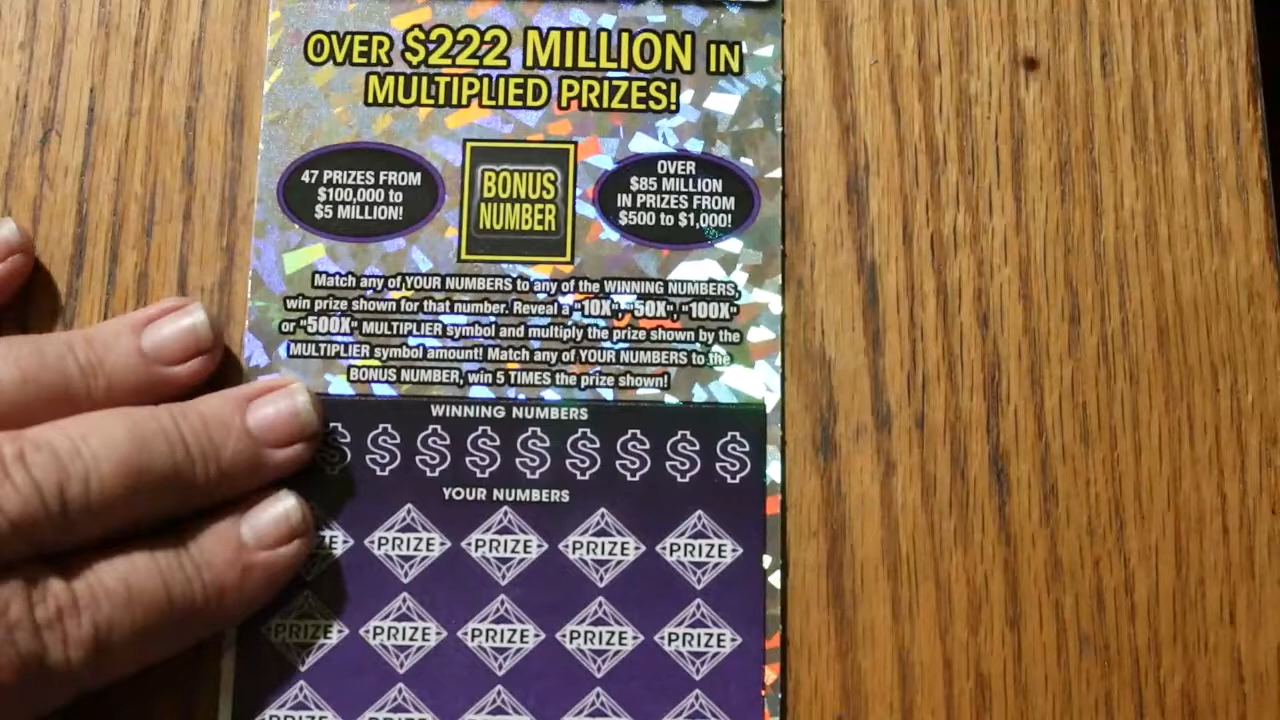 OVER $222 MILLION IN
MULTIPLIED PRIZES!
47 PRIZES FROM
$100,000 to
$5 MILLION!
BONUS
NUMBER
OVER
$85 MILLION
IN PRIZES FROM
$500 to $1,000!
Match any of YOUR NUMBERS to any of the WINNING NUMBERS,
win prize shown for that number. Reveal a "10X", "50X", "100X"
or "500X" MULTIPLIER symbol and multiply the prize shown by the
MULTIPLIER symbol amount! Match any of YOUR NUMBERS to the
BONUS NUMBER, win 5 TIMES the prize shown!
WINNING NUMBERS
$ $ $ $ $ $ $ $ $
YOUR NUMBERS
PRIZE PRIZE PRIZE PRIZE
PRIZE PRIZE PRIZE PRIZE PRIZE
PRIZE PRIZE